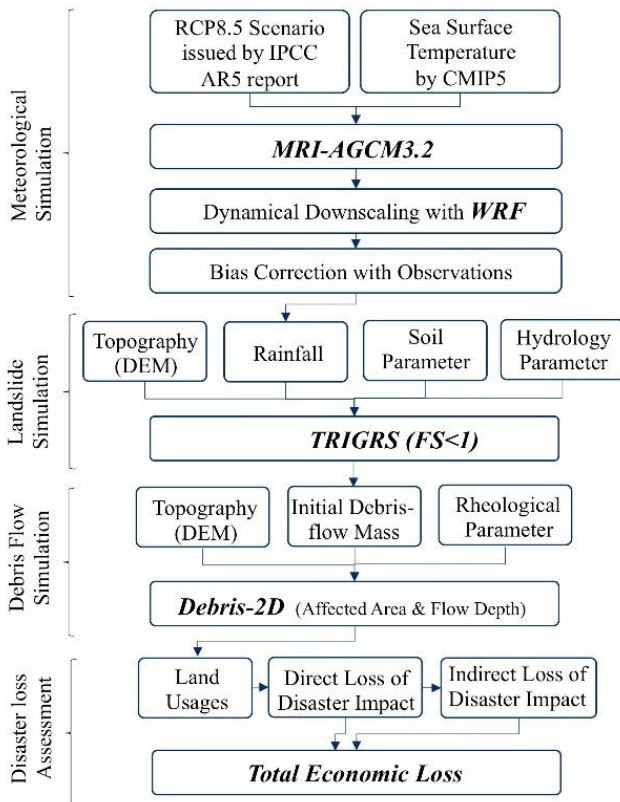 Meteorological
Simulation
RCP8.5 Scenario
issued by IPCC
AR5 report
Sea Surface
Temperature
by CMIP5
MRI-AGCM3.2
Dynamical Downscaling with WRF
Bias Correction with Observations
Landslide
Simulation
Topography
(DEM)
Rainfall
Soil
Parameter
Hydrology
Parameter
TRIGRS (FS<1)
Debris Flow
Simulation
Topography
(DEM)
Initial Debris-
flow Mass
Rheological
Parameter
Debris-2D (Affected Area & Flow Depth)
Disaster loss
Assessment
Land
Usages
Direct Loss of
Disaster Impact
Indirect Loss of
Disaster Impact
Total Economic Loss